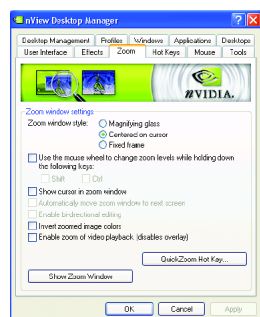 nView Desktop Manager
Desktop Management Profiles Windows Applications Desktops
User Interface Effects Zoom Hot Keys Mouse Tools
NVIDIA.
Zoom window settings
Zoom window style: Magnifying glass
Centered on cursor
Fixed frame
Use the mouse wheel to change zoom levels while holding down
the following keys:
Shift Ctrl
Show cursor in zoom window
Automaticaly move zoom window to next screen
Enable bi-directional editing
Invert zoomed image colors
Enable zoom of video playback (disables overlay)
QuickZoom Hot Key...
Show Zoom Window
OK Cancel Apply